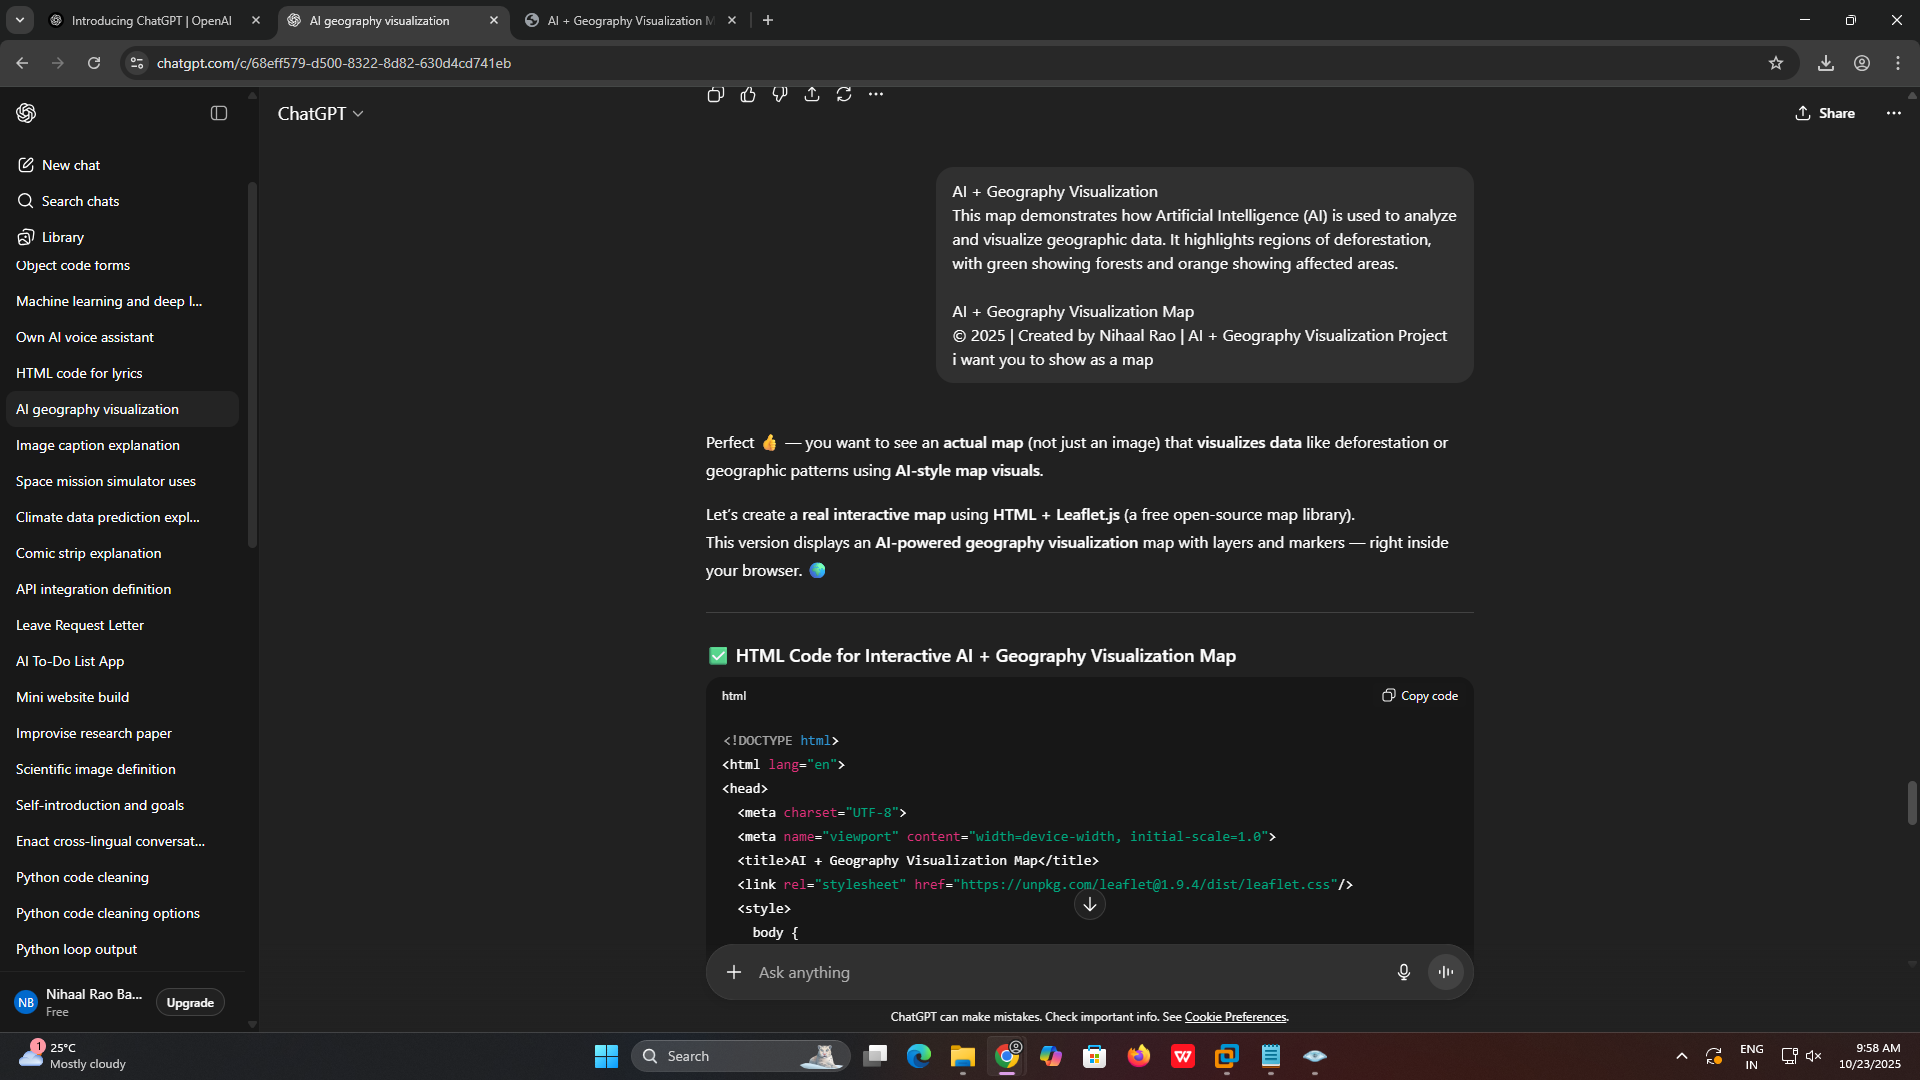 Introducing ChatGPT | OpenAI
AI geography visualization
AI + Geography Visualization M
chatgpt.com/c/68eff579-d500-8322-8d82-630d4cd741eb
ChatGPT
Share
New chat
Search chats
Library
Object code forms
Machine learning and deep l...
Own AI voice assistant
HTML code for lyrics
AI geography visualization
Image caption explanation
Space mission simulator uses
Climate data prediction expl...
Comic strip explanation
API integration definition
Leave Request Letter
AI To-Do List App
Mini website build
Improvise research paper
Scientific image definition
Self-introduction and goals
Enact cross-lingual conversat...
Python code cleaning
Python code cleaning options
Python loop output
NB
Nihaal Rao Ba...
Free
Upgrade
AI + Geography Visualization
This map demonstrates how Artificial Intelligence (AI) is used to analyze
and visualize geographic data. It highlights regions of deforestation,
with green showing forests and orange showing affected areas.
AI + Geography Visualization Map
© 2025 | Created by Nihaal Rao | AI + Geography Visualization Project
i want you to show as a map
Perfect 👍 — you want to see an actual map (not just an image) that visualizes data like deforestation or
geographic patterns using AI-style map visuals.
Let's create a real interactive map using HTML + Leaflet.js (a free open-source map library).
This version displays an AI-powered geography visualization map with layers and markers — right inside
your browser. 🌍
✅ HTML Code for Interactive AI + Geography Visualization Map
html
Copy code
<!DOCTYPE html>
<html lang="en">
<head>
<meta charset="UTF-8">
<meta name="viewport" content="width=device-width, initial-scale=1.0">
<title>AI + Geography Visualization Map</title>
<link rel="stylesheet" href="https://unpkg.com/leaflet@1.9.4/dist/leaflet.css"/>
<style>
body {
Ask anything
ChatGPT can make mistakes. Check important info. See Cookie Preferences.
1
25°C
Mostly cloudy
Search
W
ENG
IN
9:58 AM
10/23/2025